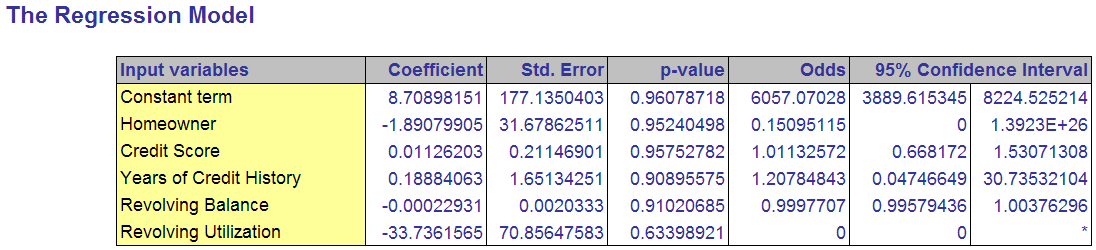 The Regression Model
Input variables Coefficient Std. Error p-value Odds 95% Confidence Interval
Constant term 8.70898151 177.1350403 0.96078718 6057.07028 3889.615345 8224.525214
Homeowner -1.89079905 31.67862511 0.95240498 0.15095115 0 1.3923E+26
Credit Score 0.01126203 0.21146901 0.95752782 1.01132572 0.668172 1.53071308
Years of Credit History 0.18884063 1.65134251 0.90895575 1.20784843 0.04746649 30.73532104
Revolving Balance -0.00022931 0.0020333 0.91020685 0.9997707 0.99579436 1.00376296
Revolving Utilization -33.7361565 70.85647583 0.63398921 0 0 *